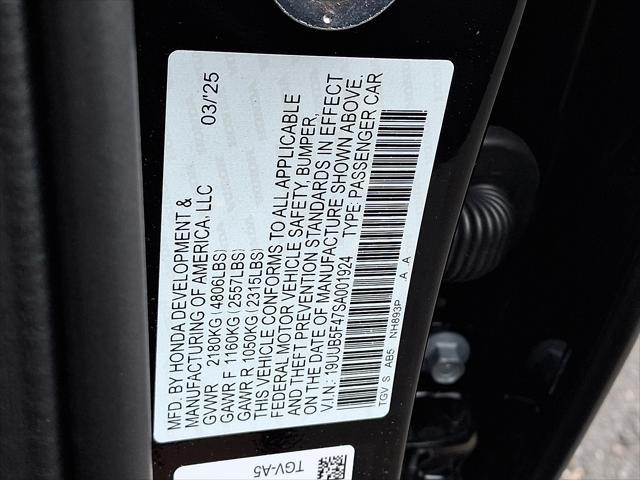 MFD. BY HONDA DEVELOPMENT &
MANUFACTURING OF AMERICA, LLC 03/'25
GVWR 2180KG (4806LBS)
GAWR F 1160KG (2557LBS)
GAWR R 1050KG (2315LBS)
THIS VEHICLE CONFORMS TO ALL APPLICABLE
FEDERAL MOTOR VEHICLE SAFETY, BUMPER,
AND THEFT PREVENTION STANDARDS IN EFFECT
ON THE DATE OF MANUFACTURE SHOWN ABOVE.
V.I.N.: 19UUB5F47SA001924 TYPE: PASSENGER CAR
TGV S AB5 NH893P A A
TGV-A5